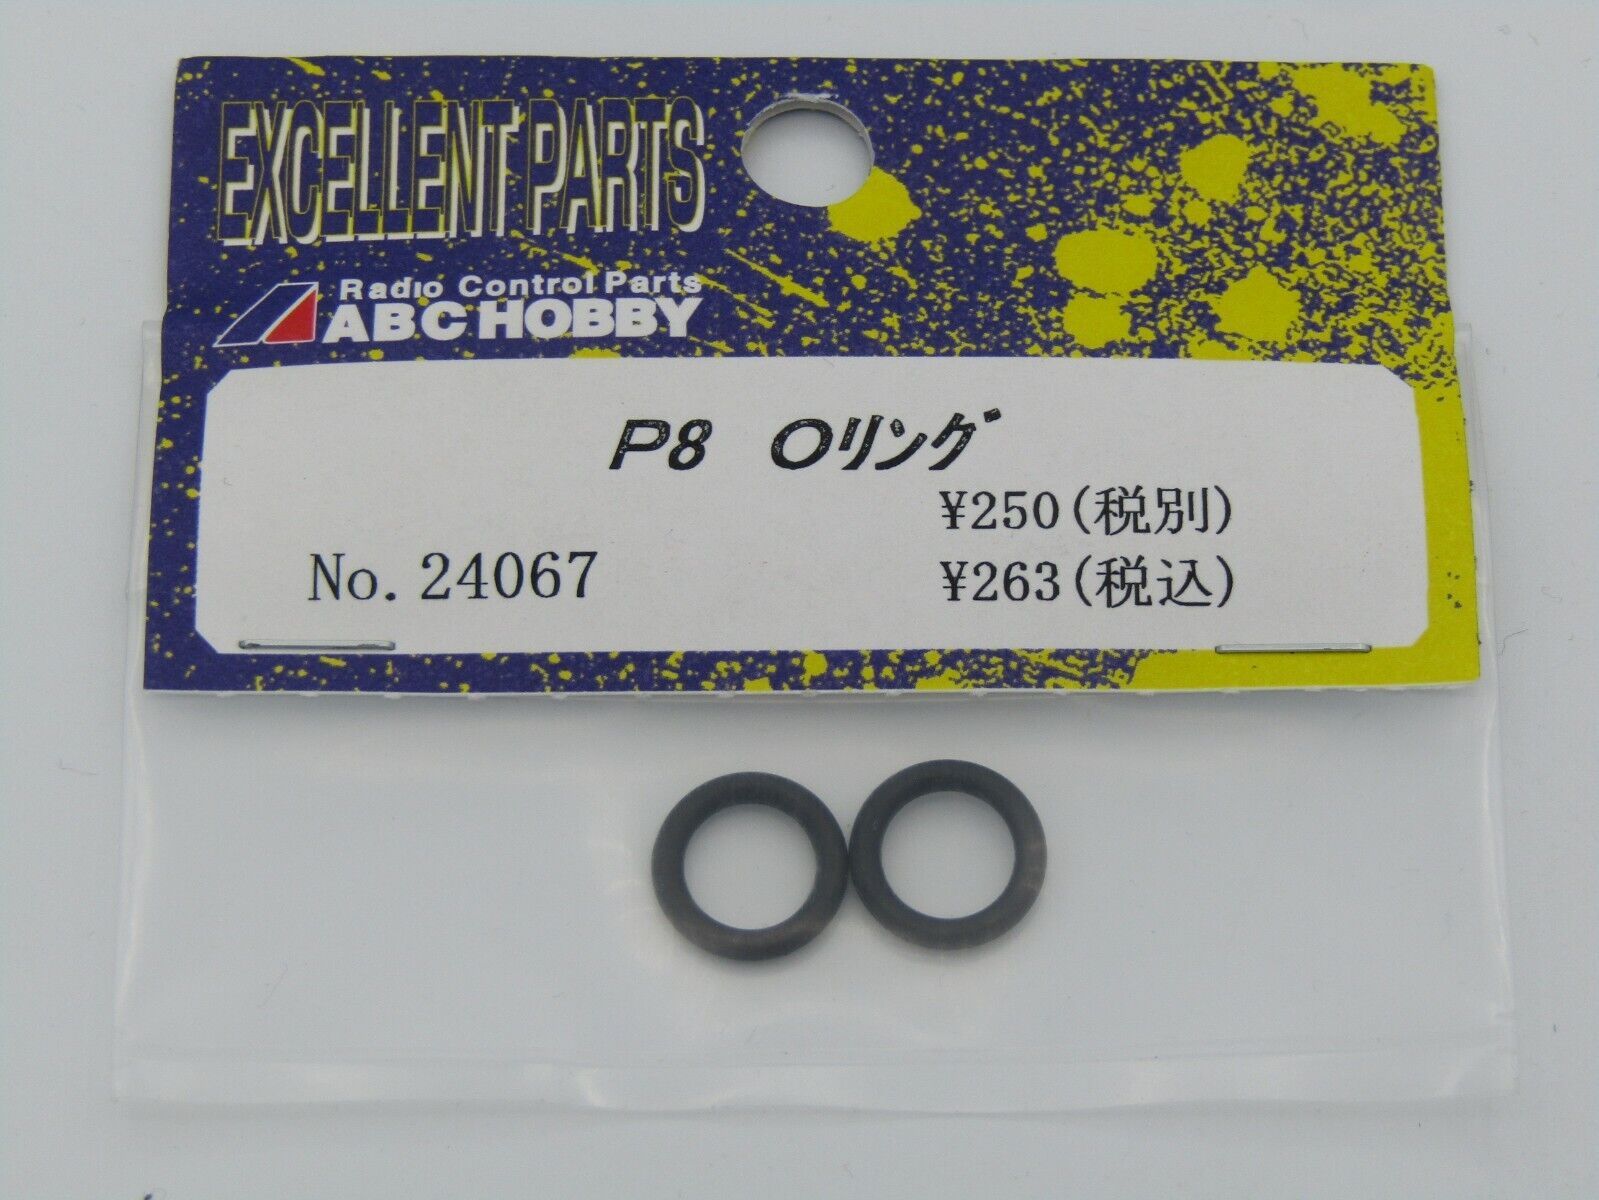 EXCELLENT PARTS
Radio Control Parts
ABC HOBBY
P8 Oリング
¥250(税別)
No.24067
¥263(税込)